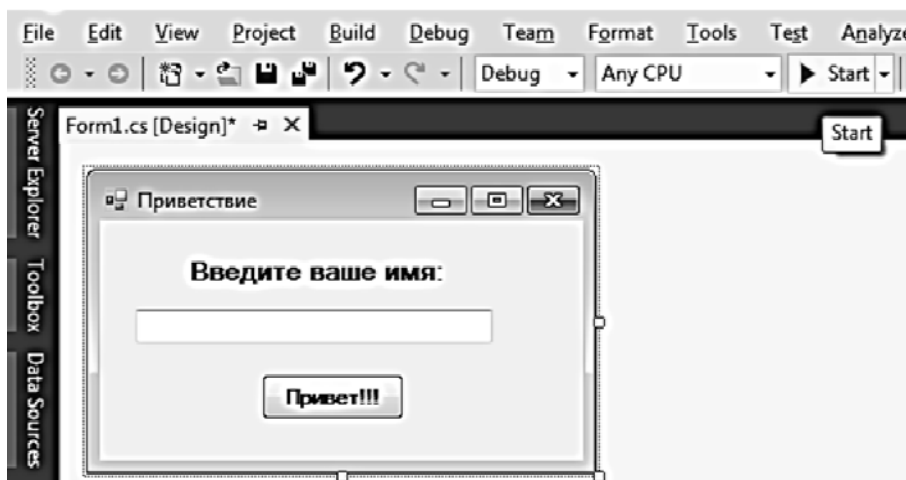 File Edit View Project Build Debug Team Format Tools Test Analyze
Debug Any CPU Start
Start
Form1.cs [Design]*
Server Explorer
Toolbox
Data Sources
Приветствие
Введите ваше имя:
Привет!!!